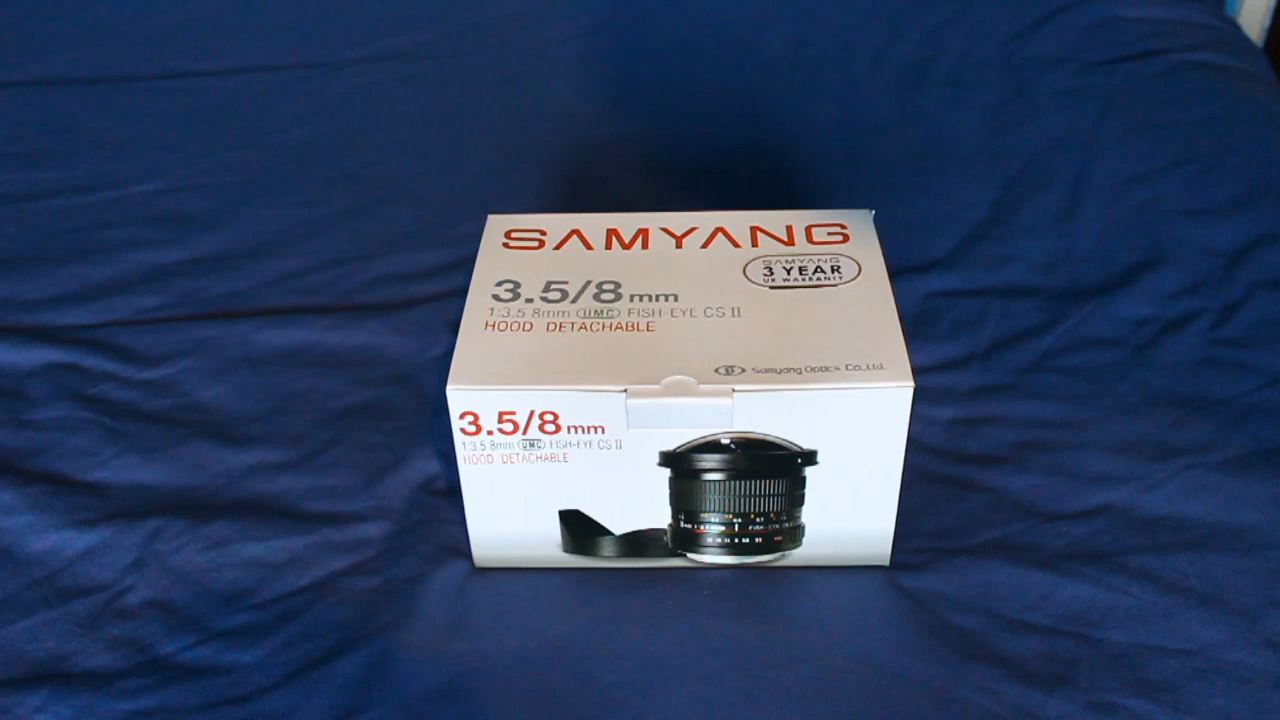 SAMYANG
SAMYANG
3 YEAR
UK WARRANTY
3.5/8mm
1:3.5 8mm UMC FISH-EYE CS II
HOOD DETACHABLE
Samyang Optics Co.,Ltd.
3.5/8mm
1:3.5 8mm UMC FISH-EYE CS II
HOOD DETACHABLE
FISH-EYE